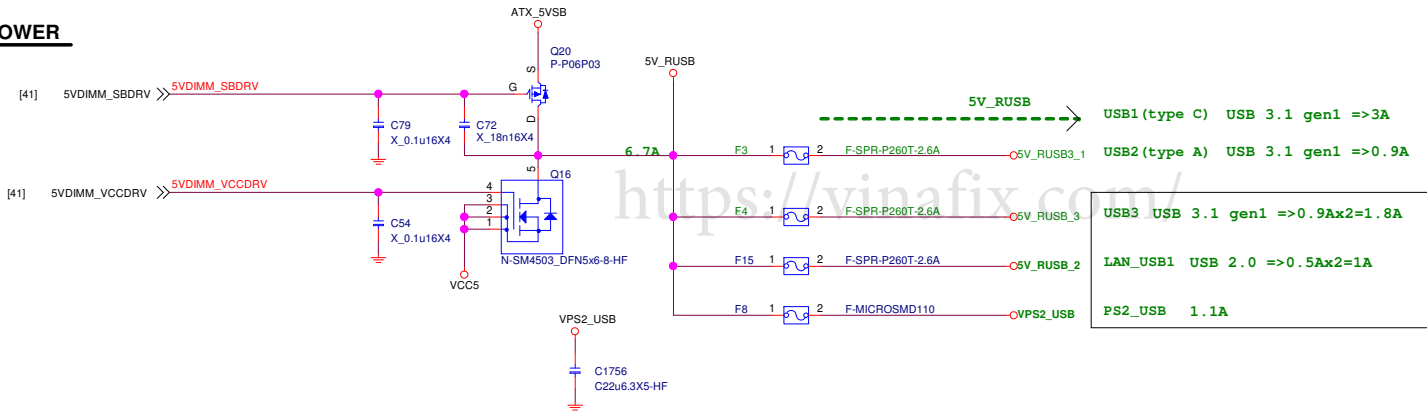 OWER
ATX_5VSB
Q20
P-P06P03
S
G
D
[41] 5VDIMM_SBDRV 5VDIMM_SBDRV
C79
X_0.1u16X4
C72
X_18n16X4
5V_RUSB
5V_RUSB
USB1(type C) USB 3.1 gen1 =>3A
6.7A
F3 1 2 F-SPR-P260T-2.6A 5V_RUSB3_1 USB2(type A) USB 3.1 gen1 =>0.9A
[41] 5VDIMM_VCCDRV 5VDIMM_VCCDRV
C54
X_0.1u16X4
5
Q16
4
3
2
1
N-SM4503_DFN5x6-8-HF
VCC5
https://vinafix.com/
F4 1 2 F-SPR-P260T-2.6A 5V_RUSB_3 USB3 USB 3.1 gen1 =>0.9Ax2=1.8A
F15 1 2 F-SPR-P260T-2.6A 5V_RUSB_2 LAN_USB1 USB 2.0 =>0.5Ax2=1A
F8 1 2 F-MICROSMD110 VPS2_USB PS2_USB 1.1A
VPS2_USB
C1756
C22u6.3X5-HF